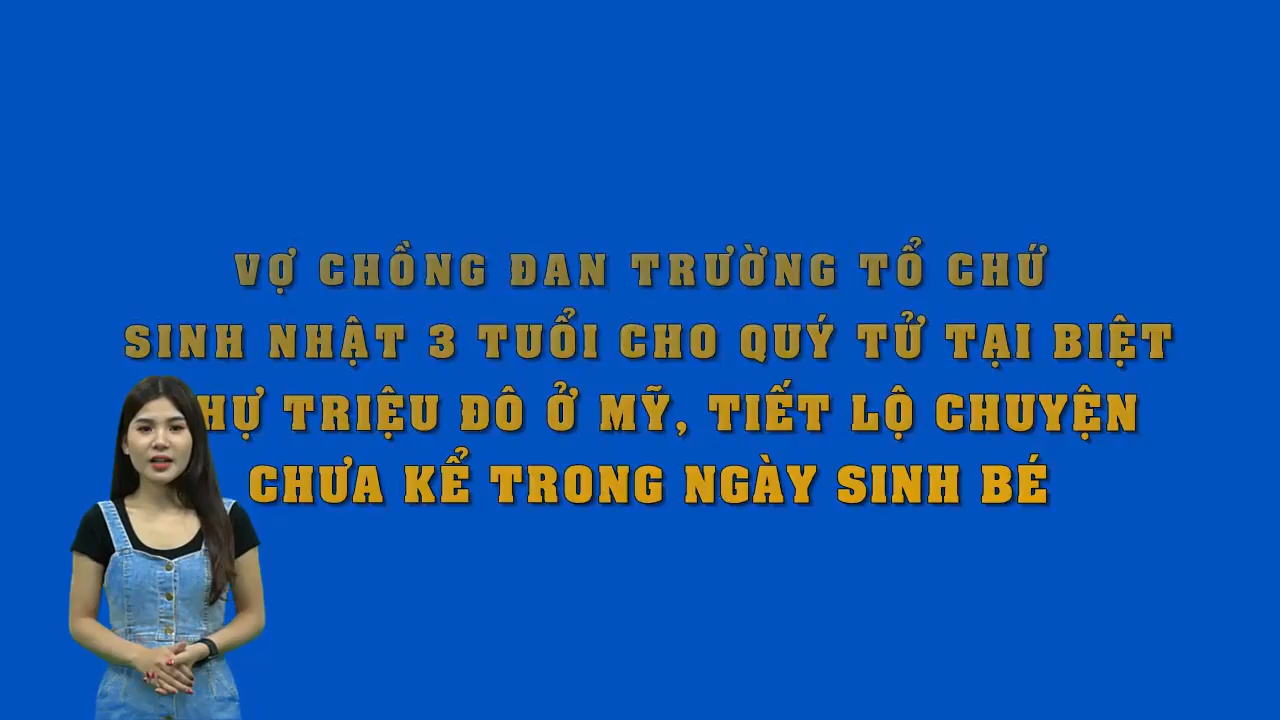 VỢ CHỒNG ĐAN TRƯỜNG TỔ CHỨ
SINH NHẬT 3 TUỔI CHO QUÝ TỬ TẠI BIỆT
HỰ TRIỆU ĐÔ Ở MỸ, TIẾT LỘ CHUYỆN
CHƯA KỂ TRONG NGÀY SINH BÉ